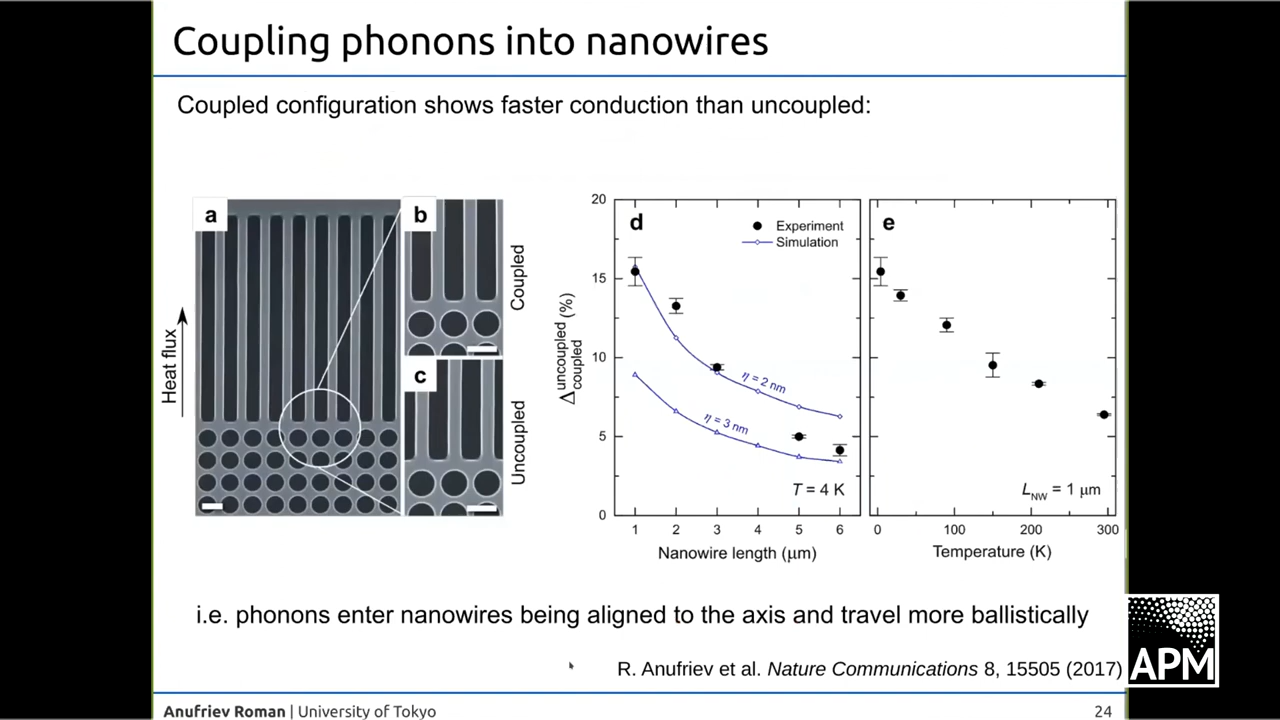 Coupling phonons into nanowires
Coupled configuration shows faster conduction than uncoupled:
a
b
c
Heat flux
Coupled
Uncoupled
d
Experiment
Simulation
η = 2 nm
η = 3 nm
T = 4 K
Δ uncoupled coupled (%)
20
15
10
5
0
1 2 3 4 5 6
Nanowire length (μm)
e
LNW = 1 μm
0 100 200 300
Temperature (K)
i.e. phonons enter nanowires being aligned to the axis and travel more ballistically
R. Anufriev et al. Nature Communications 8, 15505 (2017)
APM
Anufriev Roman | University of Tokyo
24